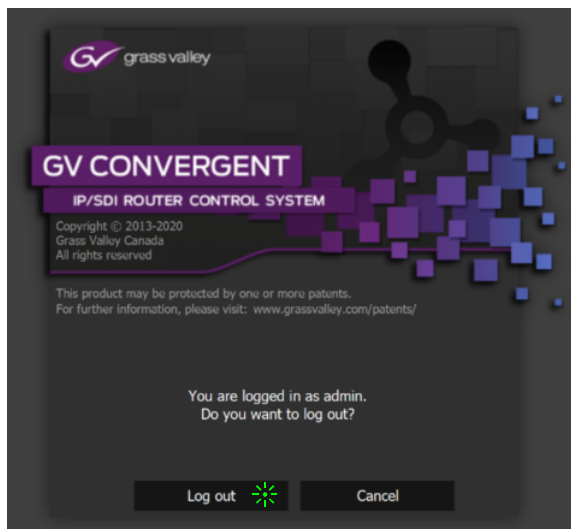 GV grass valley
GV CONVERGENT
IP/SDI ROUTER CONTROL SYSTEM
Copyright © 2013-2020
Grass Valley Canada
All rights reserved
This product may be protected by one or more patents.
For further information, please visit: www.grassvalley.com/patents/
You are logged in as admin.
Do you want to log out?
Log out Cancel